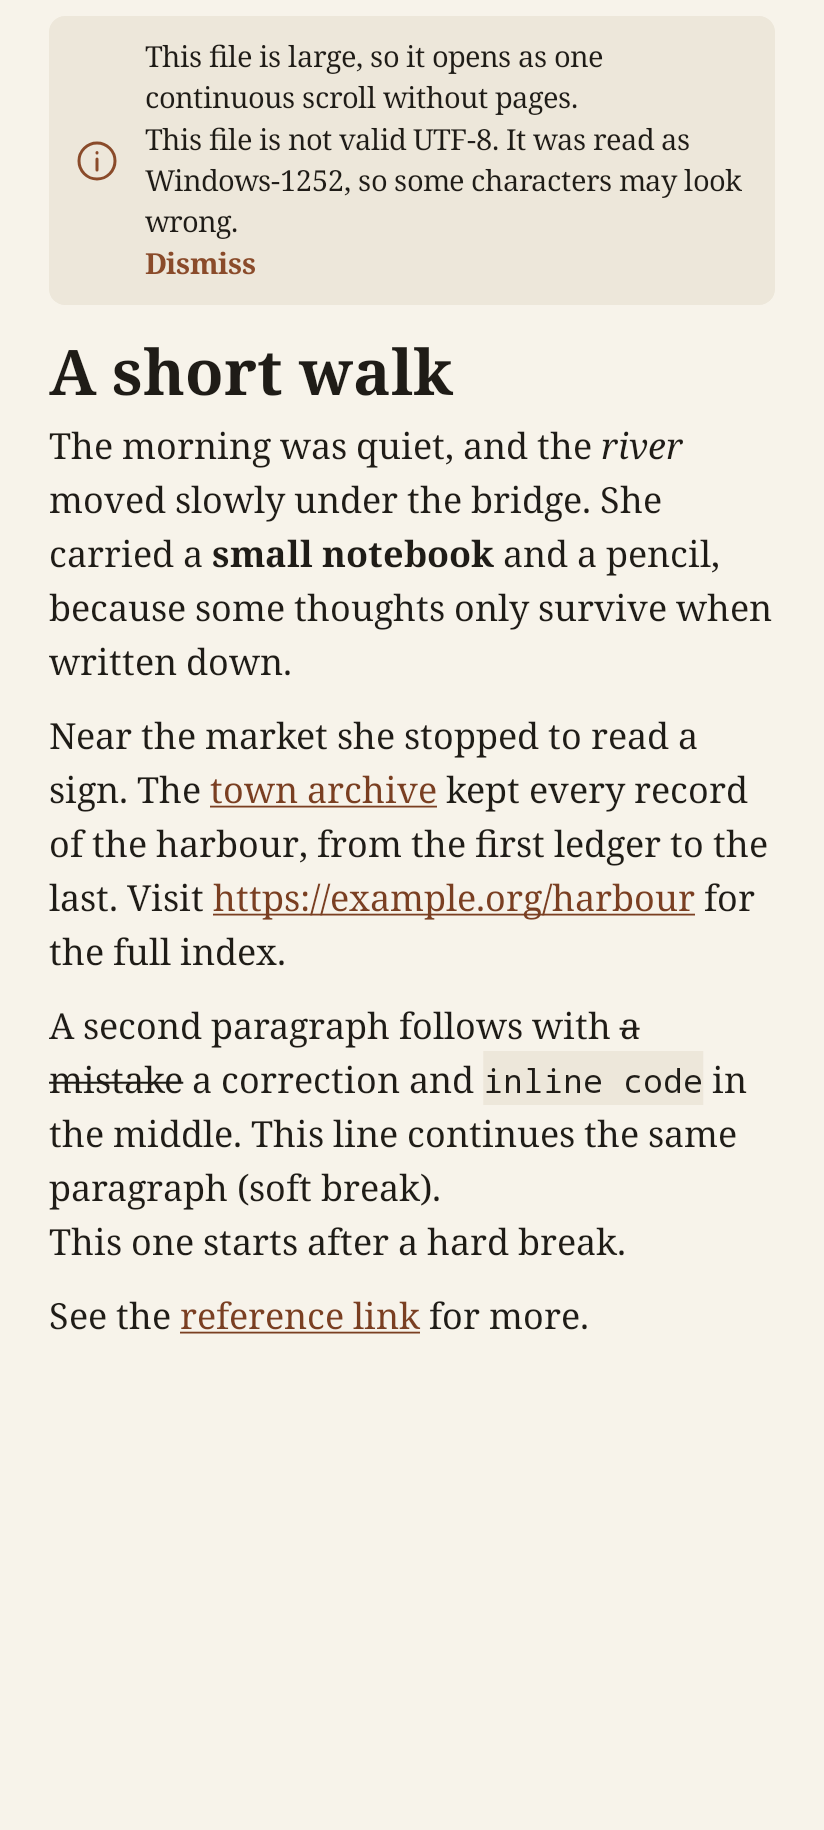 This file is large, so it opens as one
continuous scroll without pages.
This file is not valid UTF-8. It was read as
Windows-1252, so some characters may look
wrong.
Dismiss
A short walk
The morning was quiet, and the river
moved slowly under the bridge. She
carried a small notebook and a pencil,
because some thoughts only survive when
written down.
Near the market she stopped to read a
sign. The town archive kept every record
of the harbour, from the first ledger to the
last. Visit https://example.org/harbour for
the full index.
A second paragraph follows with a
mistake a correction and inline code in
the middle. This line continues the same
paragraph (soft break).
This one starts after a hard break.
See the reference link for more.